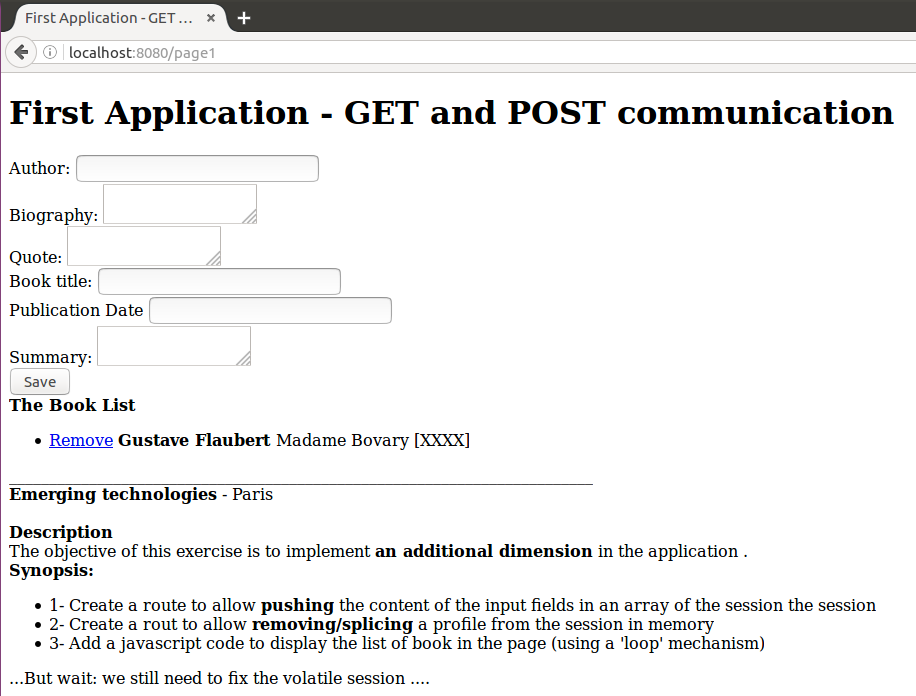 First Application - GET ...
localhost:8080/page1
First Application - GET and POST communication
Author:
Biography:
Quote:
Book title:
Publication Date
Summary:
Save
The Book List
• Remove Gustave Flaubert Madame Bovary [XXXX]
Emerging technologies - Paris
Description
The objective of this exercise is to implement an additional dimension in the application .
Synopsis:
• 1- Create a route to allow pushing the content of the input fields in an array of the session the session
• 2- Create a rout to allow removing/splicing a profile from the session in memory
• 3- Add a javascript code to display the list of book in the page (using a 'loop' mechanism)
...But wait: we still need to fix the volatile session ....